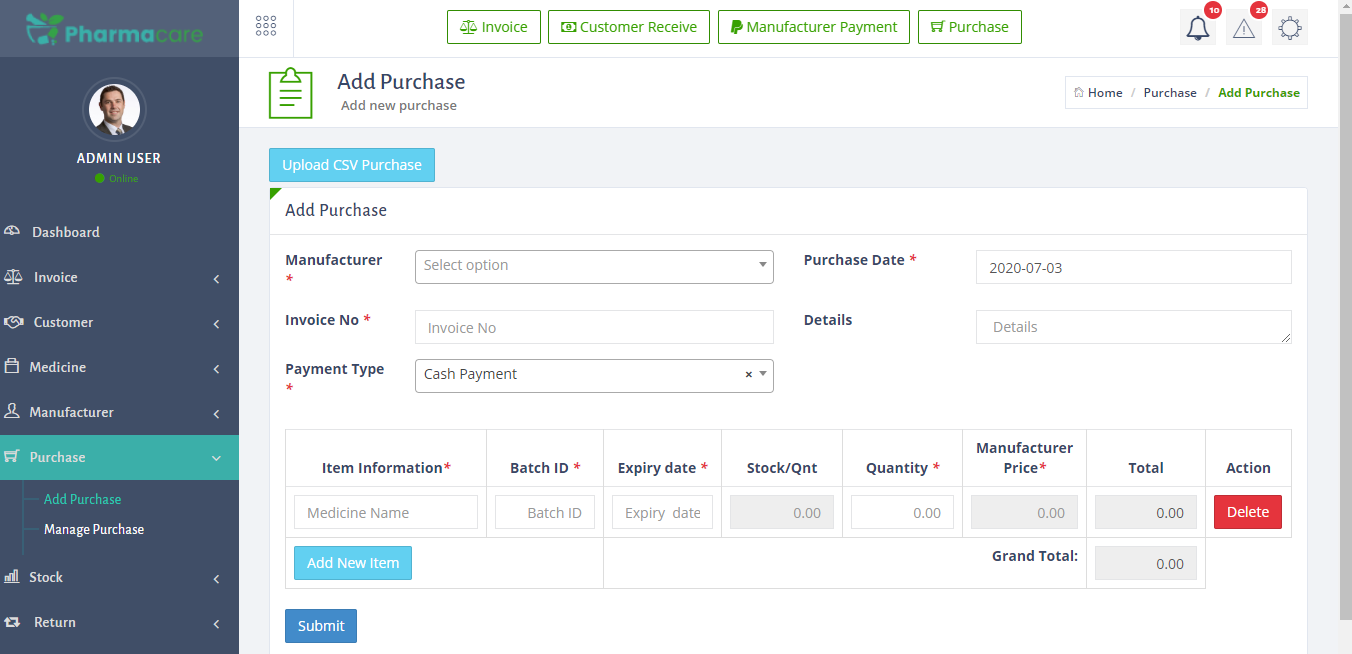 Pharmacare
Invoice
Customer Receive
Manufacturer Payment
Purchase
10
28
ADMIN USER
Online
Dashboard
Invoice
Customer
Medicine
Manufacturer
Purchase
Add Purchase
Manage Purchase
Stock
Return
Add Purchase
Add new purchase
Home / Purchase / Add Purchase
Upload CSV Purchase
Add Purchase
Manufacturer *
Select option
Purchase Date *
2020-07-03
Invoice No *
Invoice No
Details
Details
Payment Type *
Cash Payment ×
Item Information* Batch ID * Expiry date * Stock/Qnt Quantity * Manufacturer Price* Total Action
Medicine Name Batch ID Expiry date 0.00 0.00 0.00 0.00 Delete
Add New Item Grand Total: 0.00
Submit